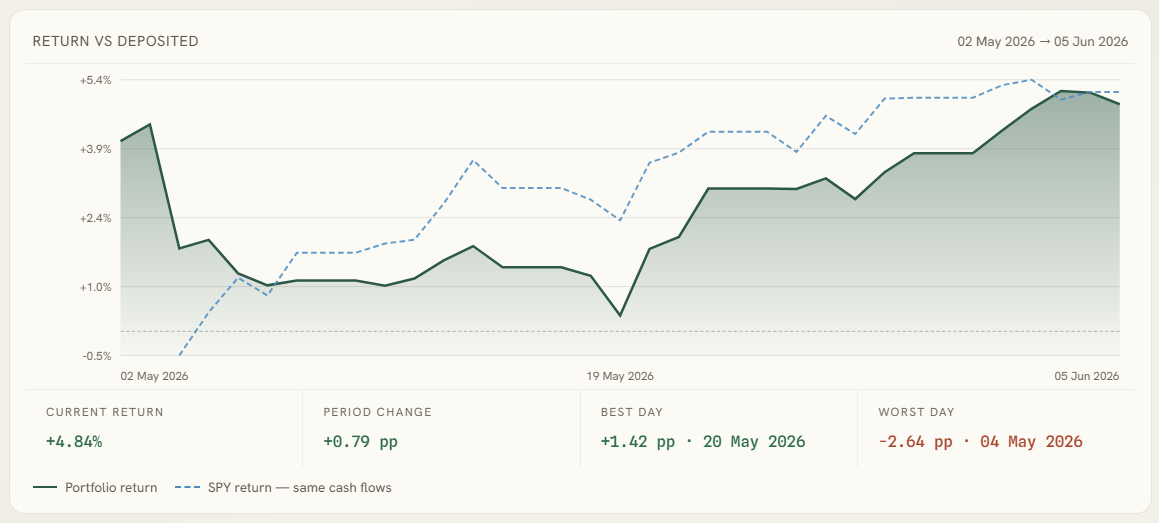 RETURN VS DEPOSITED
02 May 2026 → 05 Jun 2026
+5.4%
+3.9%
+2.4%
+1.0%
-0.5%
02 May 2026
19 May 2026
05 Jun 2026
CURRENT RETURN
+4.84%
PERIOD CHANGE
+0.79 pp
BEST DAY
+1.42 pp · 20 May 2026
WORST DAY
-2.64 pp · 04 May 2026
Portfolio return
SPY return — same cash flows